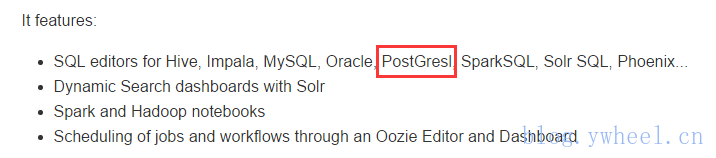 It features:
SQL editors for Hive, Impala, MySQL, Oracle, PostGresl, SparkSQL, Solr SQL, Phoenix...
Dynamic Search dashboards with Solr
Spark and Hadoop notebooks
Scheduling of jobs and workflows through an Oozie Editor and Dashboard
blog.ywheel.cn